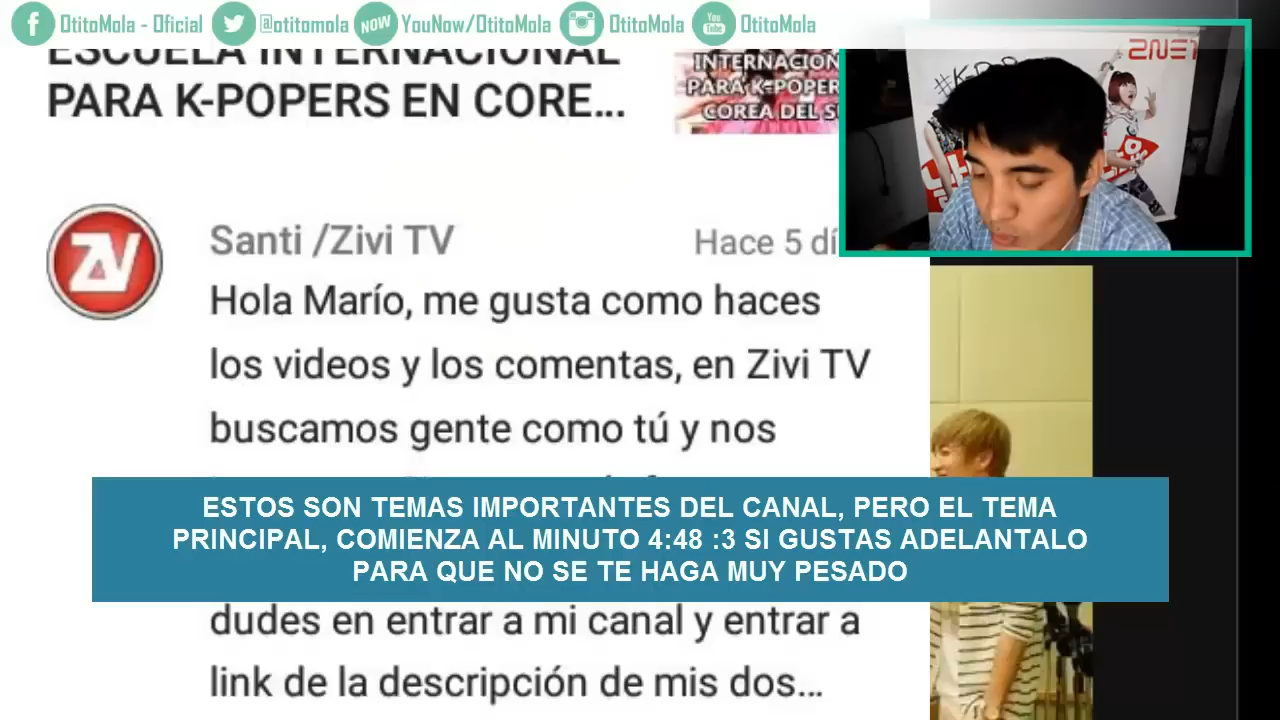 OtitoMola - Oficial @otitomola YouNow/OtitoMola OtitoMola OtitoMola
NOW
You
Tube
ESCUELA INTERNACIONAL
PARA K-POPERS EN CORE...
INTERNACION
PARA K-POPER
COREA DEL S
2NE1
ZIV
Santi /Zivi TV
Hace 5 dí
Hola Marío, me gusta como haces
los videos y los comentas, en Zivi TV
buscamos gente como tú y nos
ESTOS SON TEMAS IMPORTANTES DEL CANAL, PERO EL TEMA
PRINCIPAL, COMIENZA AL MINUTO 4:48 :3 SI GUSTAS ADELANTALO
PARA QUE NO SE TE HAGA MUY PESADO
dudes en entrar a mi canal y entrar a
link de la descripción de mis dos...